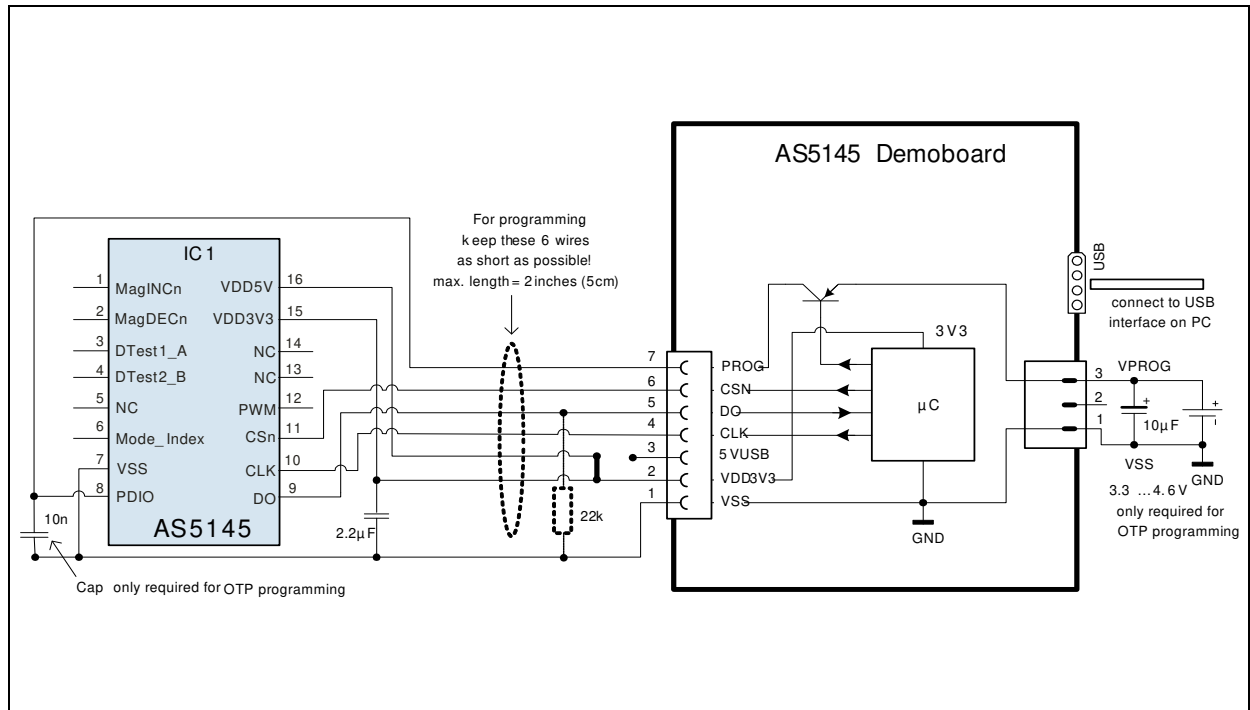 AS5145 Demoboard
For programming
keep these 6 wires
as short as possible!
max. length = 2 inches (5cm)
IC1
1 MagINCn
2 MagDECn
3 DTest1_A
4 DTest2_B
5 NC
6 Mode_Index
7 VSS
8 PDIO
VDD5V 16
VDD3V3 15
NC 14
NC 13
PWM 12
CSn 11
CLK 10
DO 9
AS5145
10n
Cap only required for OTP programming
2.2µF
22k
7 PROG
6 CSN
5 DO
4 CLK
3 5VUSB
2 VDD3V3
1 VSS
3V3
µC
GND
USB
connect to USB
interface on PC
3 VPROG
2
1
+
10µF
+
-
VSS
GND
3.3 ...4.6V
only required for
OTP programming